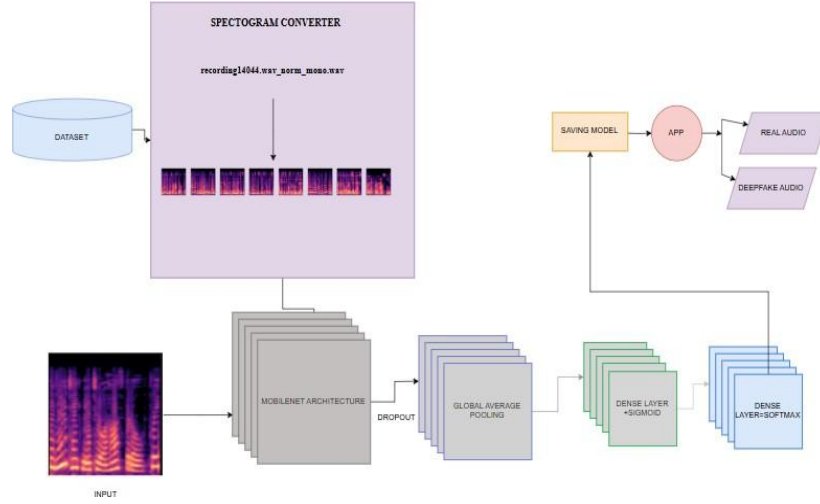 SPECTOGRAM CONVERTER
recording14044.wav_norm_mono.wav
DATASET
SAVING MODEL
APP
REAL AUDIO
DEEPFAKE AUDIO
MOBILENET ARCHITECTURE
DROPOUT
GLOBAL AVERAGE
POOLING
DENSE LAYER
+SIGMOID
DENSE
LAYER=SOFTMAX
INPUT